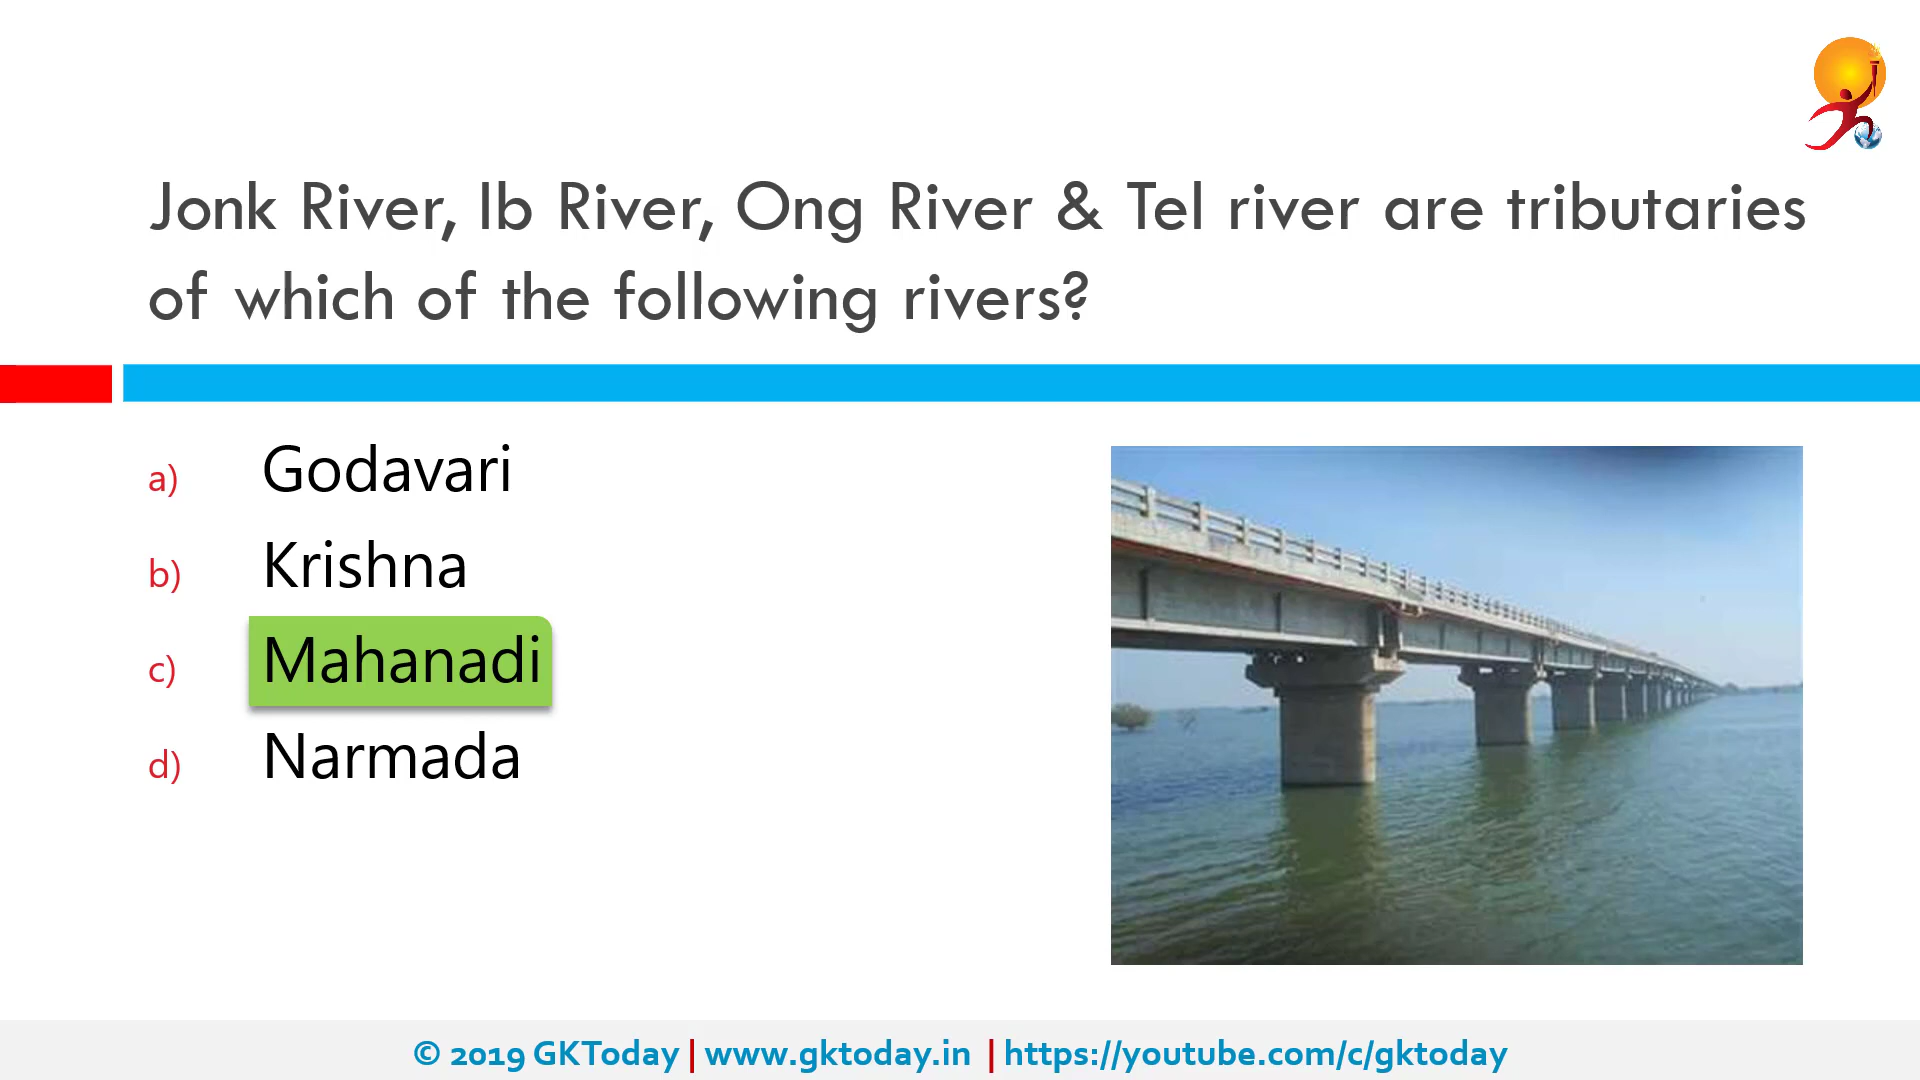 Jonk River, Ib River, Ong River & Tel river are tributaries
of which of the following rivers?
a) Godavari
b) Krishna
c) Mahanadi
d) Narmada
© 2019 GKToday | www.gktoday.in | https://youtube.com/c/gktoday